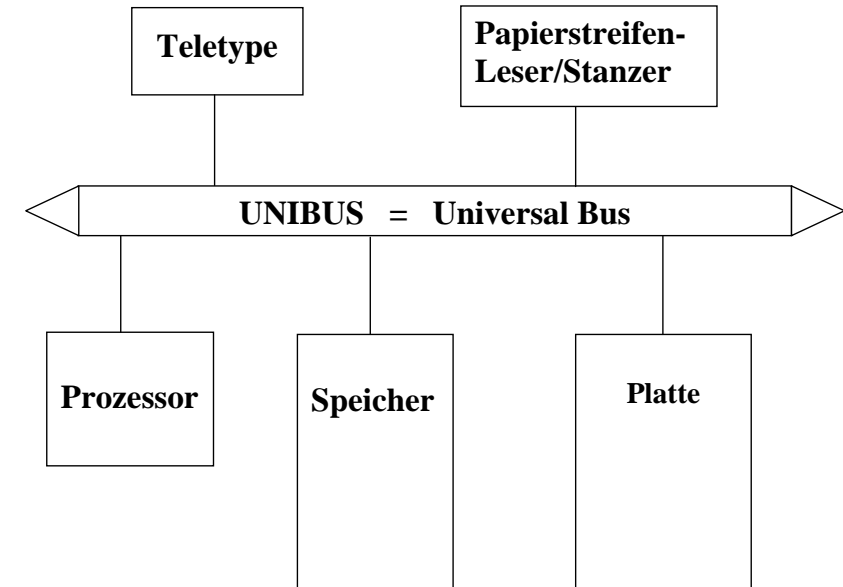 Teletype
Papierstreifen-
Leser/Stanzer
UNIBUS = Universal Bus
Prozessor
Speicher
Platte